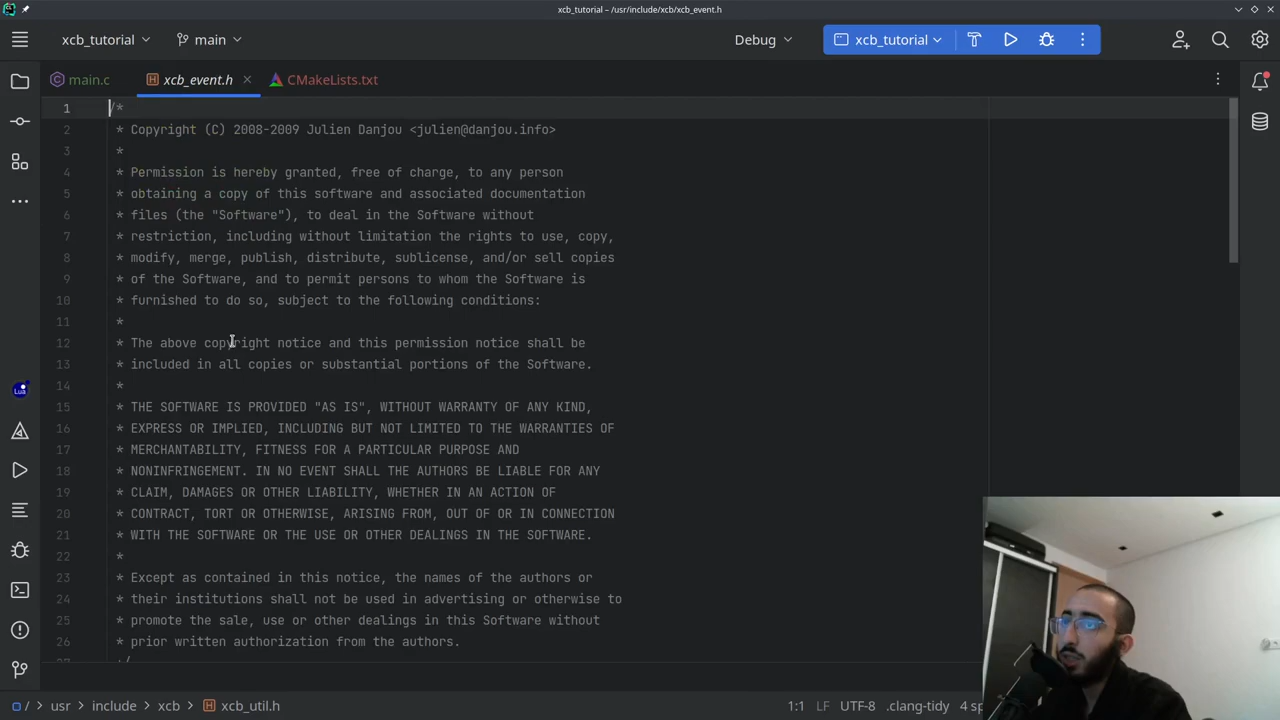 xcb_tutorial – /usr/include/xcb/xcb_event.h
xcb_tutorial
main
Debug
xcb_tutorial
main.c
xcb_event.h
CMakeLists.txt
1 /*
2 * Copyright (C) 2008-2009 Julien Danjou <julien@danjou.info>
3 *
4 * Permission is hereby granted, free of charge, to any person
5 * obtaining a copy of this software and associated documentation
6 * files (the "Software"), to deal in the Software without
7 * restriction, including without limitation the rights to use, copy,
8 * modify, merge, publish, distribute, sublicense, and/or sell copies
9 * of the Software, and to permit persons to whom the Software is
10 * furnished to do so, subject to the following conditions:
11 *
12 * The above copyright notice and this permission notice shall be
13 * included in all copies or substantial portions of the Software.
14 *
15 * THE SOFTWARE IS PROVIDED "AS IS", WITHOUT WARRANTY OF ANY KIND,
16 * EXPRESS OR IMPLIED, INCLUDING BUT NOT LIMITED TO THE WARRANTIES OF
17 * MERCHANTABILITY, FITNESS FOR A PARTICULAR PURPOSE AND
18 * NONINFRINGEMENT. IN NO EVENT SHALL THE AUTHORS BE LIABLE FOR ANY
19 * CLAIM, DAMAGES OR OTHER LIABILITY, WHETHER IN AN ACTION OF
20 * CONTRACT, TORT OR OTHERWISE, ARISING FROM, OUT OF OR IN CONNECTION
21 * WITH THE SOFTWARE OR THE USE OR OTHER DEALINGS IN THE SOFTWARE.
22 *
23 * Except as contained in this notice, the names of the authors or
24 * their institutions shall not be used in advertising or otherwise to
25 * promote the sale, use or other dealings in this Software without
26 * prior written authorization from the authors.
27 */
Lua
/ usr include xcb xcb_util.h
1:1 LF UTF-8 .clang-tidy 4 sp